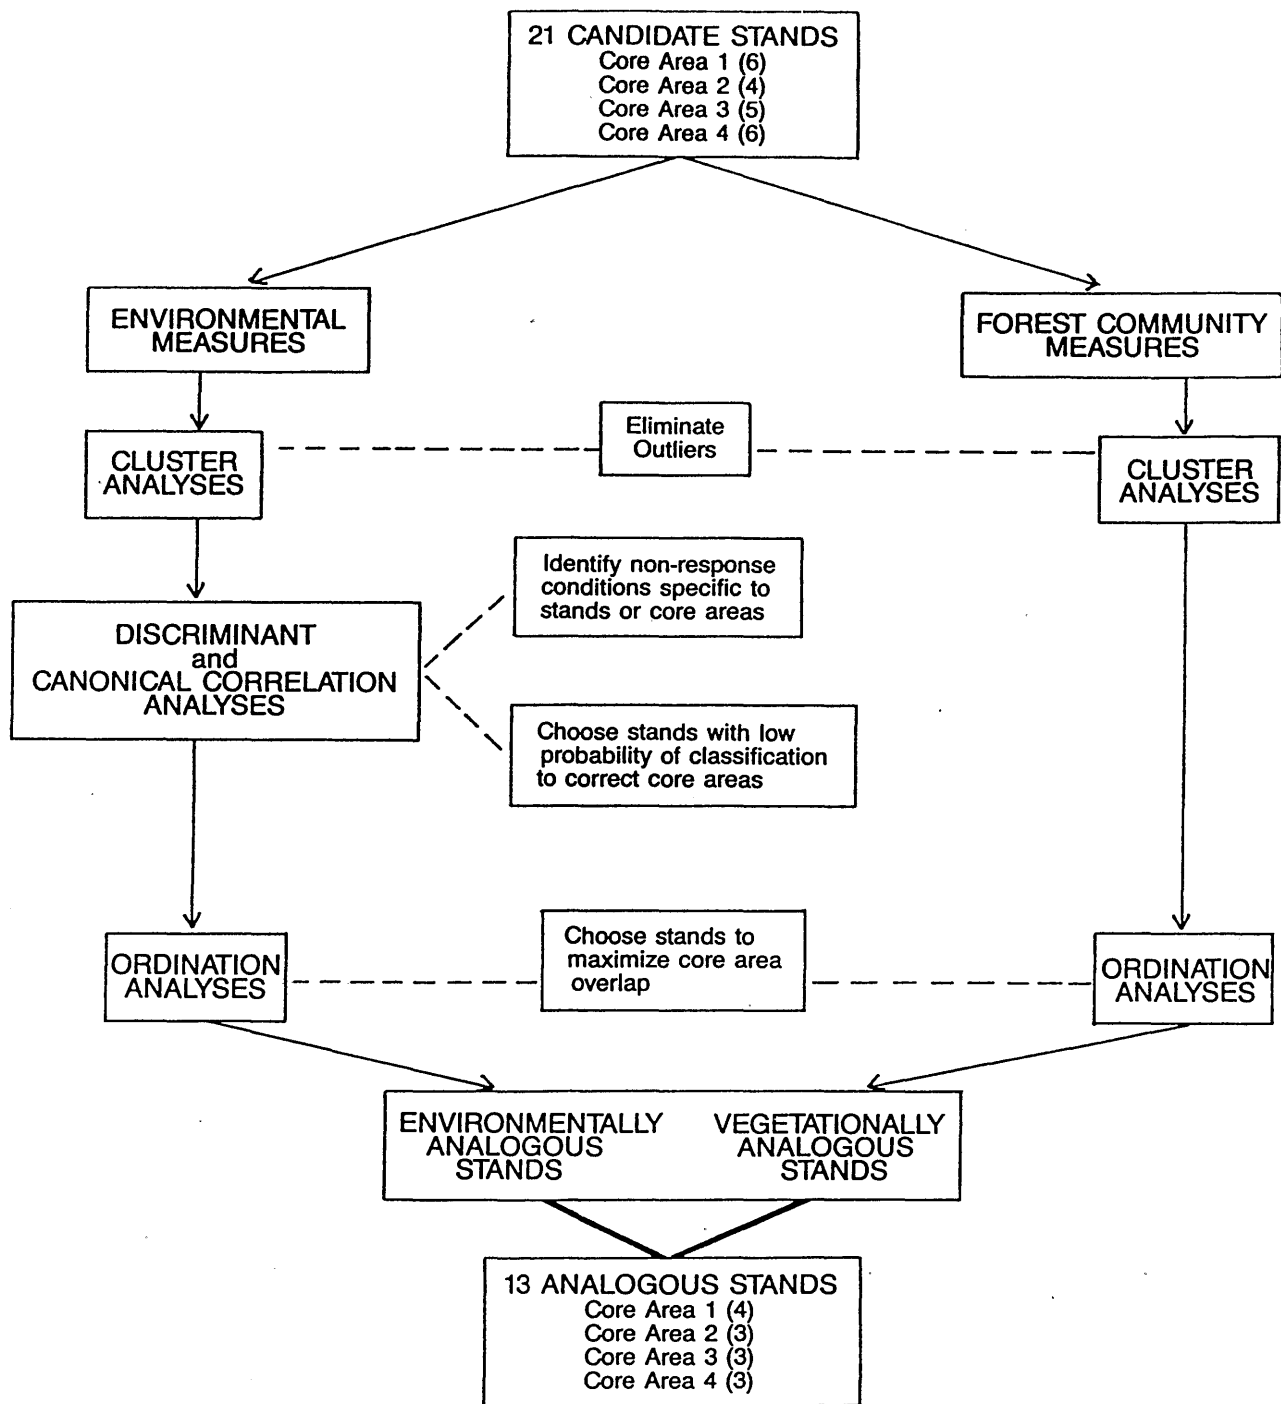 21 CANDIDATE STANDS
Core Area 1 (6)
Core Area 2 (4)
Core Area 3 (5)
Core Area 4 (6)
ENVIRONMENTAL
MEASURES
FOREST COMMUNITY
MEASURES
Eliminate
Outliers
CLUSTER
ANALYSES
CLUSTER
ANALYSES
Identify non-response
conditions specific to
stands or core areas
DISCRIMINANT
and
CANONICAL CORRELATION
ANALYSES
Choose stands with low
probability of classification
to correct core areas
Choose stands to
maximize core area
overlap
ORDINATION
ANALYSES
ORDINATION
ANALYSES
ENVIRONMENTALLY
ANALOGOUS
STANDS
VEGETATIONALLY
ANALOGOUS
STANDS
13 ANALOGOUS STANDS
Core Area 1 (4)
Core Area 2 (3)
Core Area 3 (3)
Core Area 4 (3)